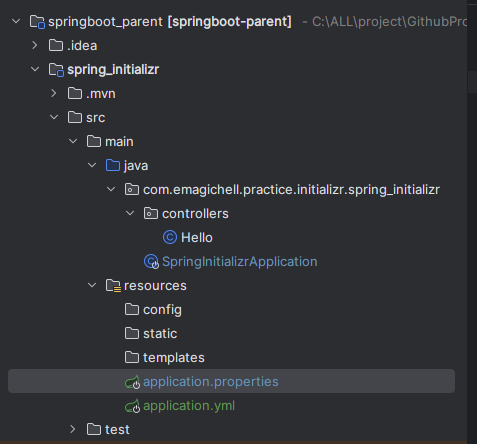 springboot_parent [springboot-parent] - C:\ALL\project\GithubPro
.idea
spring_initializr
.mvn
src
main
java
com.emagichell.practice.initializr.spring_initializr
controllers
Hello
SpringInitializrApplication
resources
config
static
templates
application.properties
application.yml
test